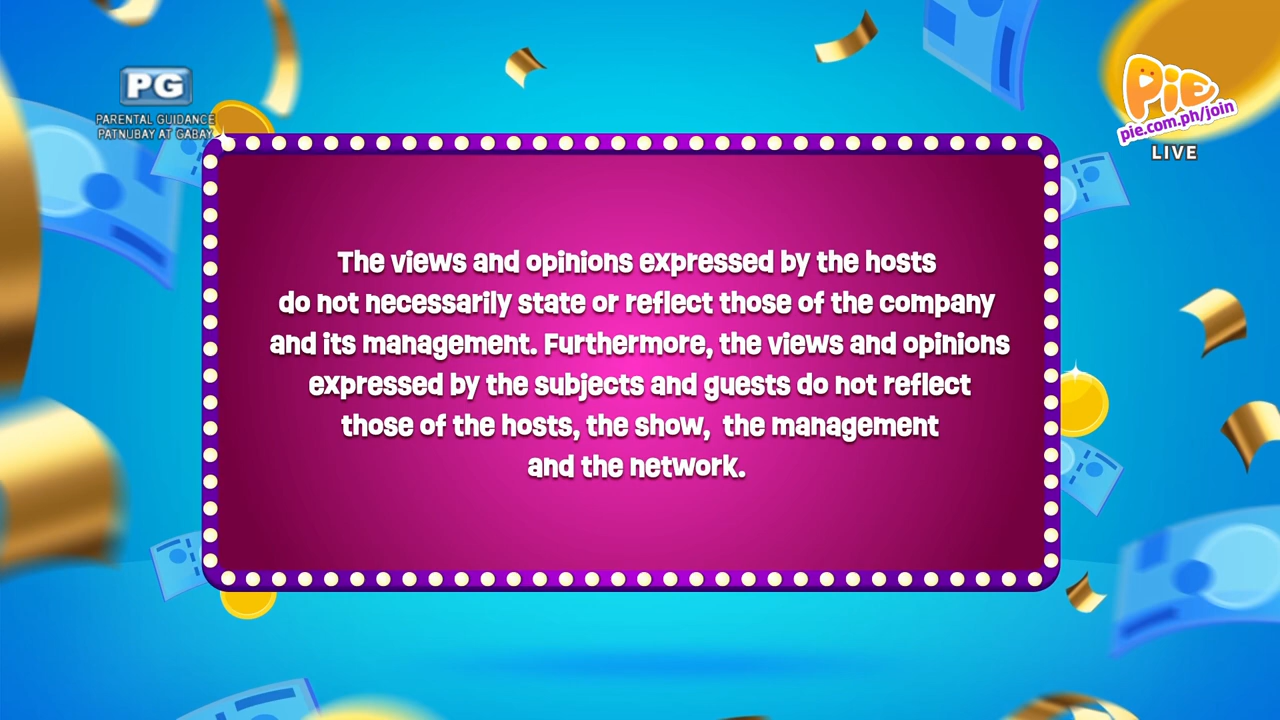 PG
PARENTAL GUIDANCE
PATNUBAY AT GABAY
PiE
pie.com.ph/join
LIVE
The views and opinions expressed by the hosts
do not necessarily state or reflect those of the company
and its management. Furthermore, the views and opinions
expressed by the subjects and guests do not reflect
those of the hosts, the show, the management
and the network.